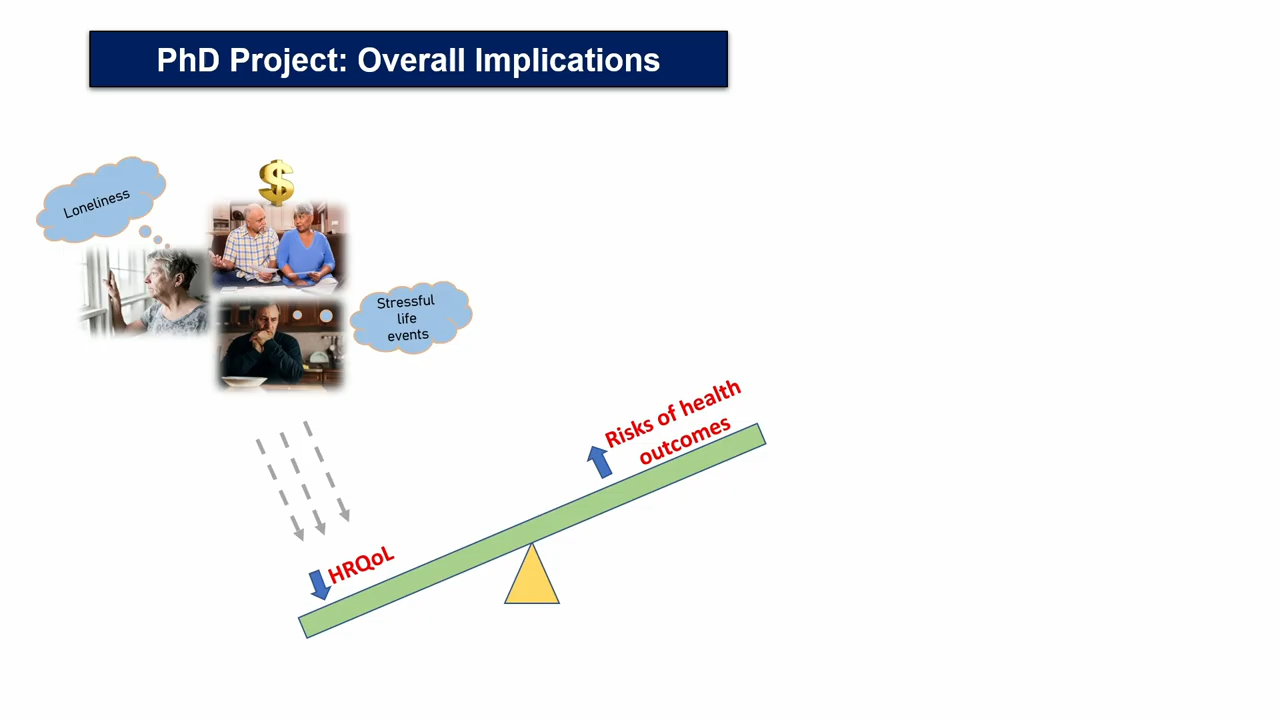 PhD Project: Overall Implications
Loneliness
$
Stressful
life
events
Risks of health
outcomes
HRQoL